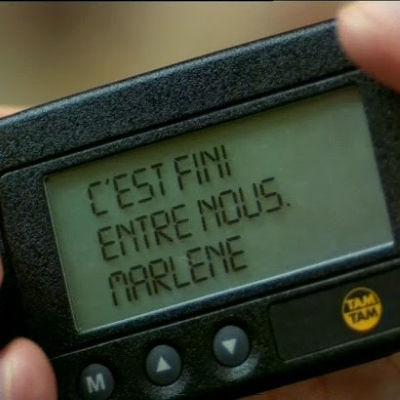 C'EST FINI
ENTRE NOUS.
MARLENE
TAM
TAM
M